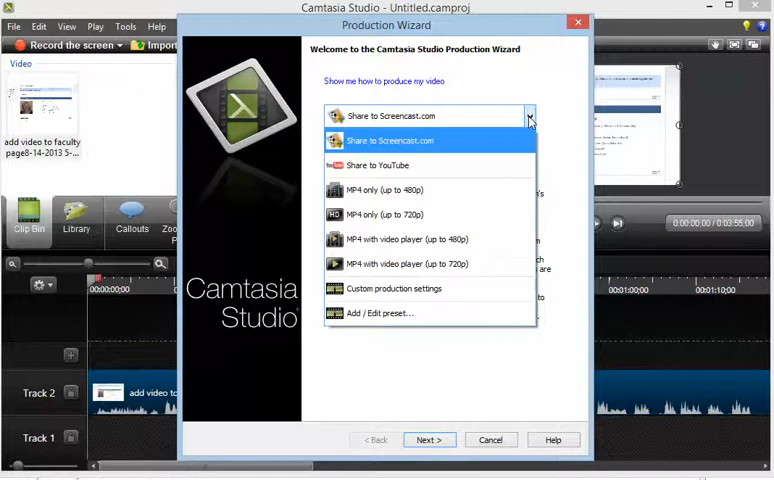 Camtasia Studio - Untitled.camproj
File Edit View Play Tools Help
Record the screen
Import
Video
add video to faculty
page8-14-2013 5-...
Clip Bin
Library
Callouts
0:00:00;00 / 0:03:55;00
00:00:00;00
00:01:00;00
00:01:10;00
Track 2
add video to
Track 1
Production Wizard
Welcome to the Camtasia Studio Production Wizard
Show me how to produce my video
Share to Screencast.com
Share to Screencast.com
Share to YouTube
MP4 only (up to 480p)
MP4 only (up to 720p)
MP4 with video player (up to 480p)
MP4 with video player (up to 720p)
Custom production settings
Add / Edit preset...
Camtasia
Studio
< Back
Next >
Cancel
Help